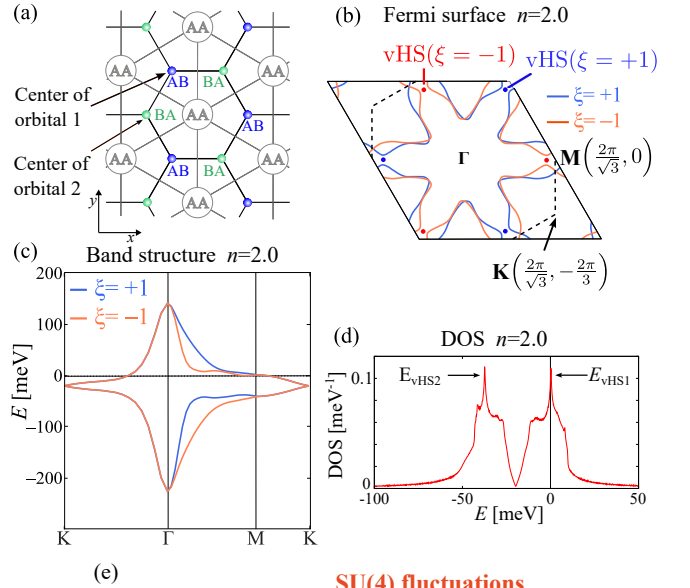 (a)
AA
AA
AB
BA
Center of
orbital 1
BA
AA
AB
Center of
orbital 2
AA
AB
BA
AA
AA
y
x
(b) Fermi surface n=2.0
vHS(ξ = −1)
vHS(ξ = +1)
ξ= +1
ξ= −1
Γ
M(2π/√3, 0)
K(2π/√3, −2π/3)
(c) Band structure n=2.0
200
ξ= +1
ξ= −1
100
0
−100
−200
E [meV]
K Γ M K
(d) DOS n=2.0
E_vHS2
E_vHS1
0.1
0
DOS [meV⁻¹]
-100 -50 0 50
E [meV]
(e)
SU(4) fluctuations